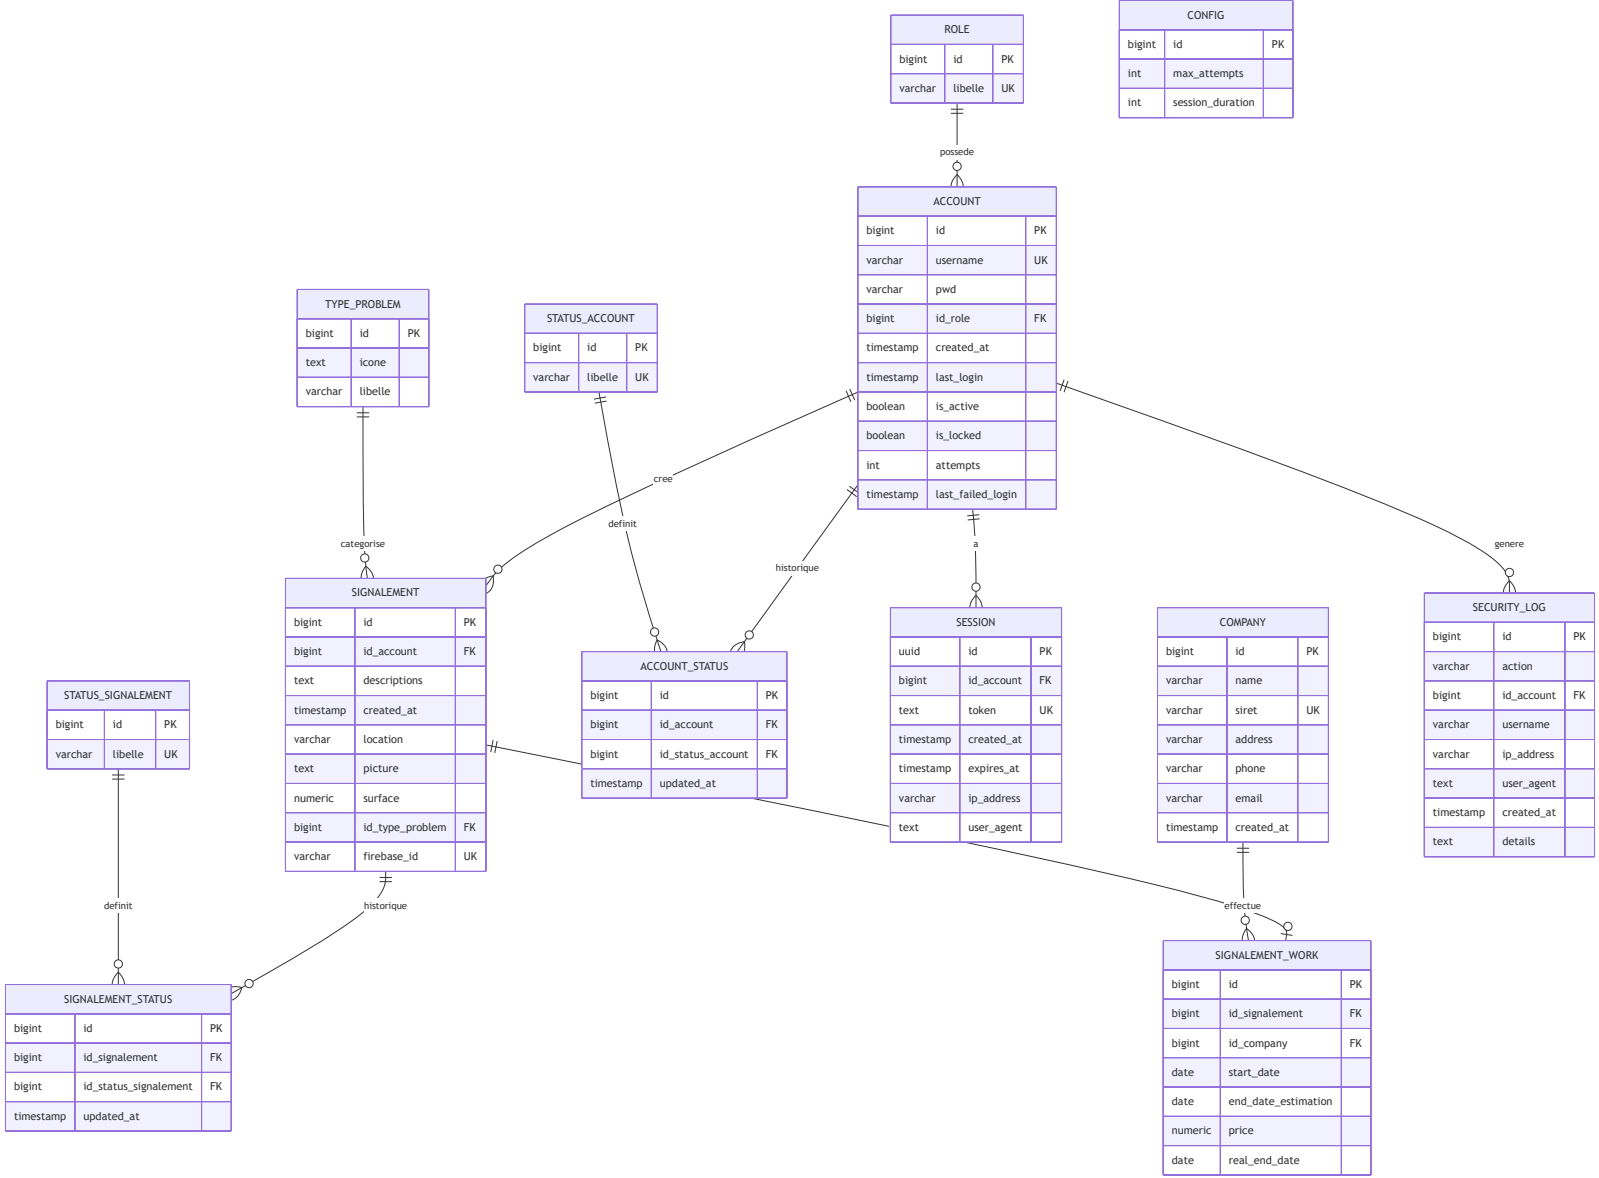 ROLE
bigint id PK
varchar libelle UK
CONFIG
bigint id PK
int max_attempts
int session_duration
possede
ACCOUNT
bigint id PK
varchar username UK
varchar pwd
bigint id_role FK
timestamp created_at
timestamp last_login
boolean is_active
boolean is_locked
int attempts
timestamp last_failed_login
TYPE_PROBLEM
bigint id PK
text icone
varchar libelle
STATUS_ACCOUNT
bigint id PK
varchar libelle UK
cree
definit
categorise
historique
a
genere
SIGNALEMENT
bigint id PK
bigint id_account FK
text descriptions
timestamp created_at
varchar location
text picture
numeric surface
bigint id_type_problem FK
varchar firebase_id UK
ACCOUNT_STATUS
bigint id PK
bigint id_account FK
bigint id_status_account FK
timestamp updated_at
SESSION
uuid id PK
bigint id_account FK
text token UK
timestamp created_at
timestamp expires_at
varchar ip_address
text user_agent
COMPANY
bigint id PK
varchar name
varchar siret UK
varchar address
varchar phone
varchar email
timestamp created_at
SECURITY_LOG
bigint id PK
varchar action
bigint id_account FK
varchar username
varchar ip_address
text user_agent
timestamp created_at
text details
STATUS_SIGNALEMENT
bigint id PK
varchar libelle UK
definit
historique
effectue
SIGNALEMENT_STATUS
bigint id PK
bigint id_signalement FK
bigint id_status_signalement FK
timestamp updated_at
SIGNALEMENT_WORK
bigint id PK
bigint id_signalement FK
bigint id_company FK
date start_date
date end_date_estimation
numeric price
date real_end_date